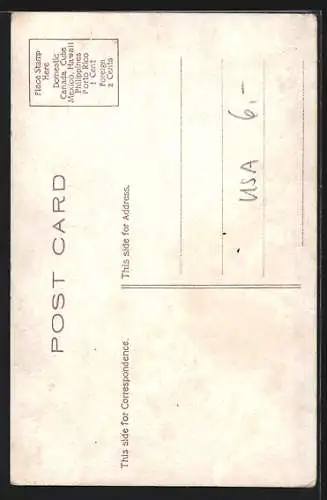 POST CARD
Place Stamp
Here
Domestic
Canada, Cuba
Mexico, Hawaii
Philippines
Porto Rico
1 Cent
Foreign
2 Cents
This side for Correspondence.
This side for Address.
USA 6,-